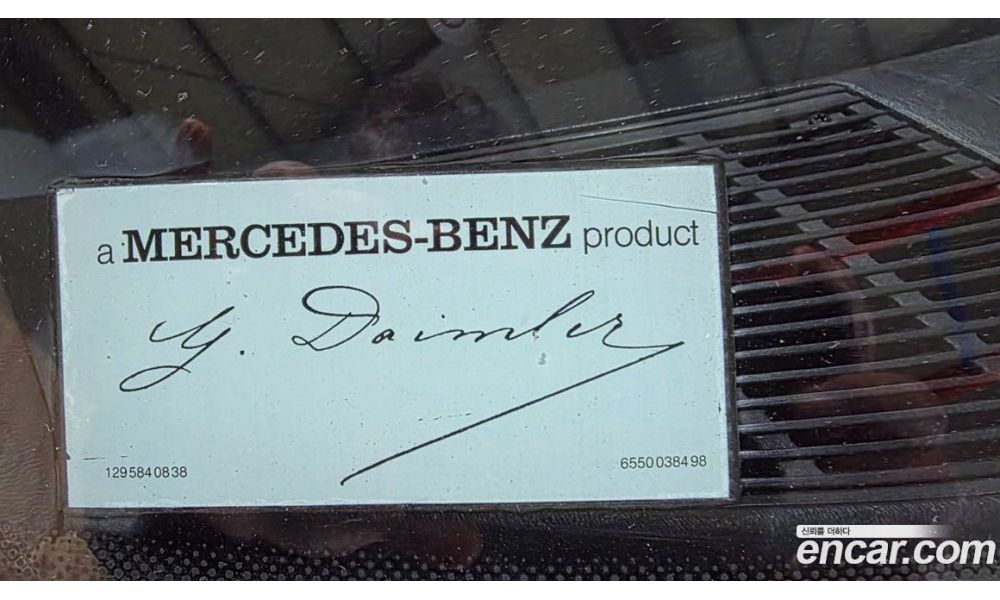 a MERCEDES-BENZ product
G. Daimler
1295840838 6550038498
신뢰를 더하다
encar.com